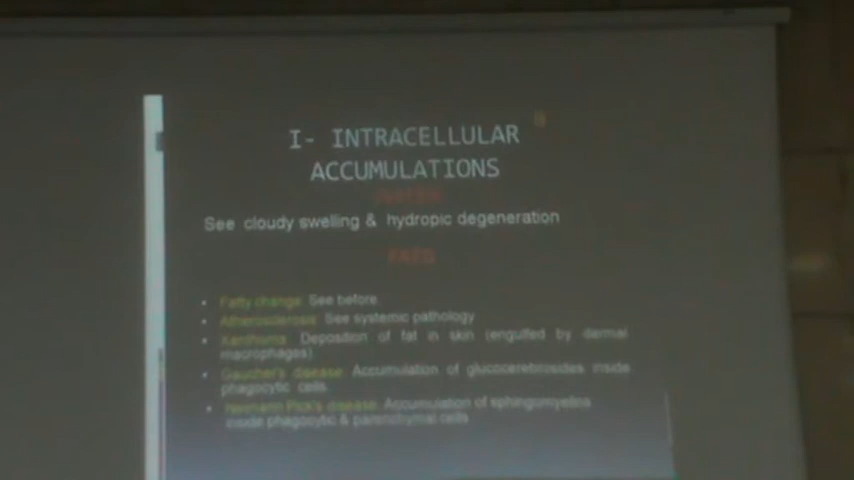 I- INTRACELLULAR
ACCUMULATIONS
WATER
See cloudy swelling & hydropic degeneration
FATS
• Fatty change: See before.
• Atherosclerosis: See systemic pathology
• Xanthoma: Deposition of fat in skin (engulfed by dermal
macrophages).
• Gaucher's disease: Accumulation of glucocerebrosides inside
phagocytic cells.
• Niemann Pick's disease: Accumulation of sphingomyelins
inside phagocytic & parenchymal cells